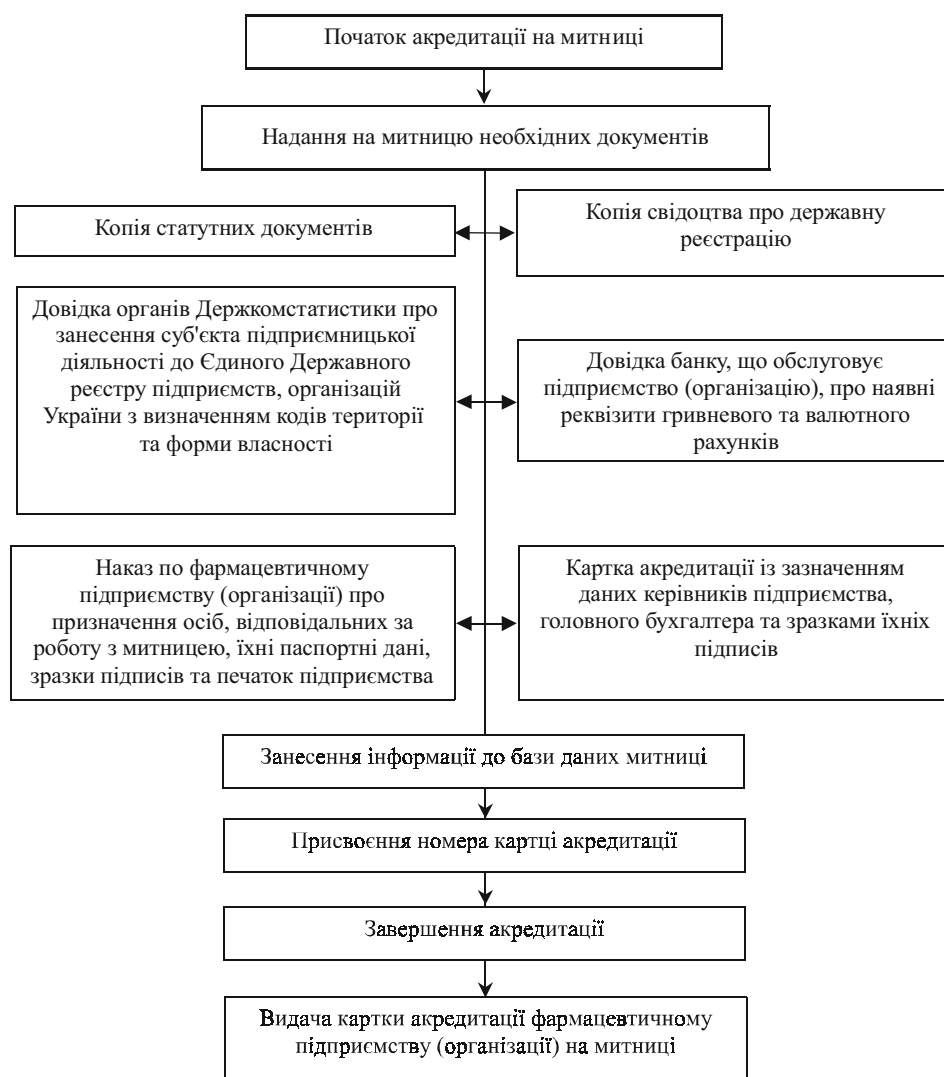 Початок акредитації на митниці
Надання на митницю необхідних документів
Копія статутних документів
Копія свідоцтва про державну
реєстрацію
Довідка органів Держкомстатистики про
занесення суб'єкта підприємницької
діяльності до Єдиного Державного
реєстру підприємств, організацій
України з визначенням кодів території
та форми власності
Довідка банку, що обслуговує
підприємство (організацію), про наявні
реквізити гривневого та валютного
рахунків
Наказ по фармацевтичному
підприємству (організації) про
призначення осіб, відповідальних за
роботу з митницею, їхні паспортні дані,
зразки підписів та печаток підприємства
Картка акредитації із зазначенням
даних керівників підприємства,
головного бухгалтера та зразками їхніх
підписів
Занесення інформації до бази даних митниці
Присвоєння номера картці акредитації
Завершення акредитації
Видача картки акредитації фармацевтичному
підприємству (організації) на митниці